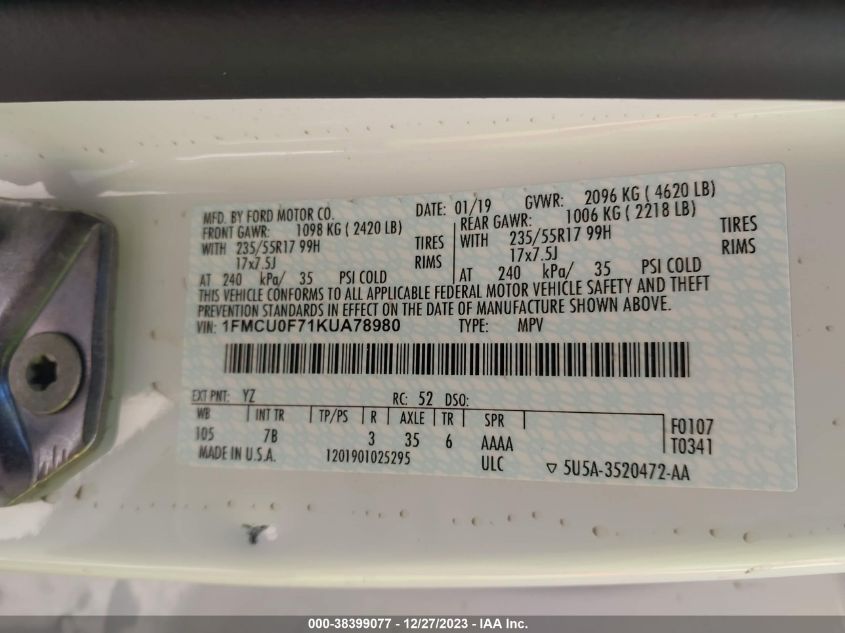 MFD. BY FORD MOTOR CO. DATE: 01/19 GVWR: 2096 KG ( 4620 LB)
FRONT GAWR: 1098 KG ( 2420 LB) REAR GAWR: 1006 KG ( 2218 LB)
WITH 235/55R17 99H TIRES WITH 235/55R17 99H TIRES
17x7.5J RIMS 17x7.5J RIMS
AT 240 kPa/ 35 PSI COLD AT 240 kPa/ 35 PSI COLD
THIS VEHICLE CONFORMS TO ALL APPLICABLE FEDERAL MOTOR VEHICLE SAFETY AND THEFT
PREVENTION STANDARDS IN EFFECT ON THE DATE OF MANUFACTURE SHOWN ABOVE.
VIN: 1FMCU0F71KUA78980 TYPE: MPV
EXT PNT: YZ RC: 52 DSO:
WB INT TR TP/PS R AXLE TR SPR F0107
105 7B 3 35 6 AAAA T0341
MADE IN U.S.A. 1201901025295 ULC ▽ 5U5A-3520472-AA
000-38399077 - 12/27/2023 - IAA Inc.